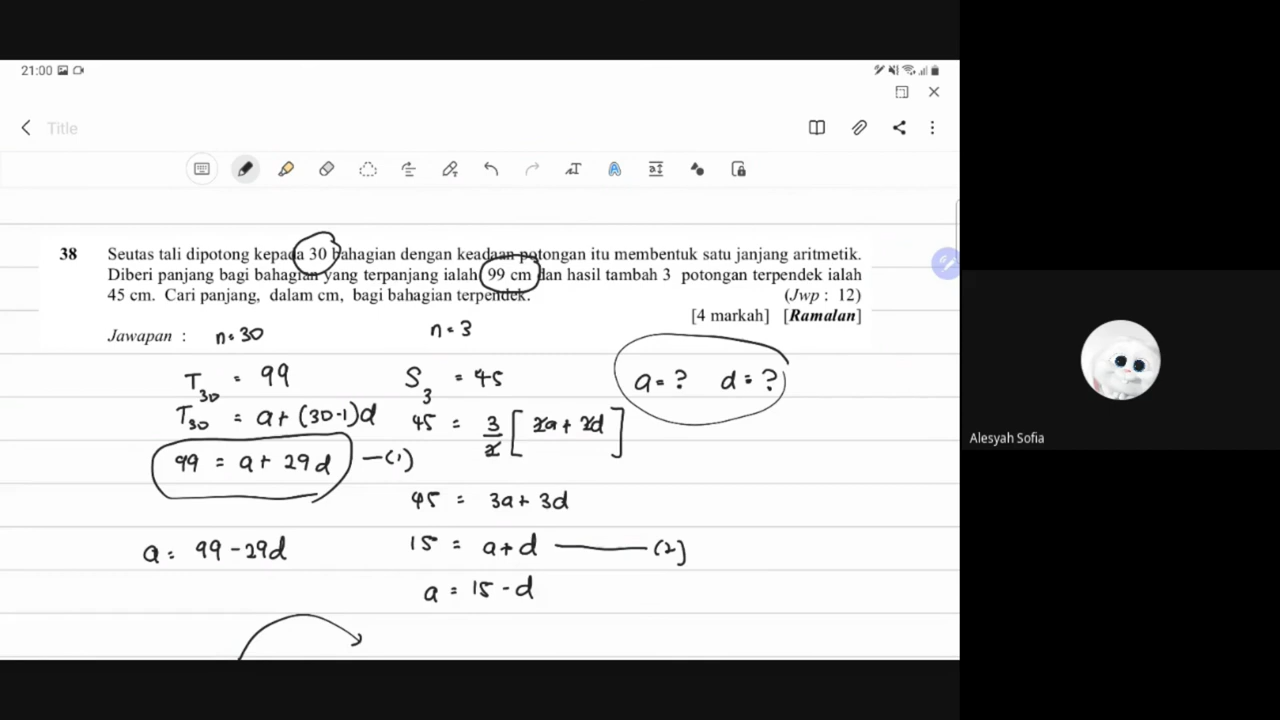 21:00
Title
38 Seutas tali dipotong kepada 30 bahagian dengan keadaan potongan itu membentuk satu janjang aritmetik.
Diberi panjang bagi bahagian yang terpanjang ialah 99 cm dan hasil tambah 3 potongan terpendek ialah
45 cm. Cari panjang, dalam cm, bagi bahagian terpendek. (Jwp : 12)
[4 markah] [Ramalan]
Jawapan : n = 30 n = 3
T30 = 99
T30 = a + (30-1)d
99 = a + 29d —(1)
a = 99 - 29d
S3 = 45
45 = 3/2 [2a + 2d]
45 = 3a + 3d
15 = a + d —(2)
a = 15 - d
a = ? d = ?
Alesyah Sofia